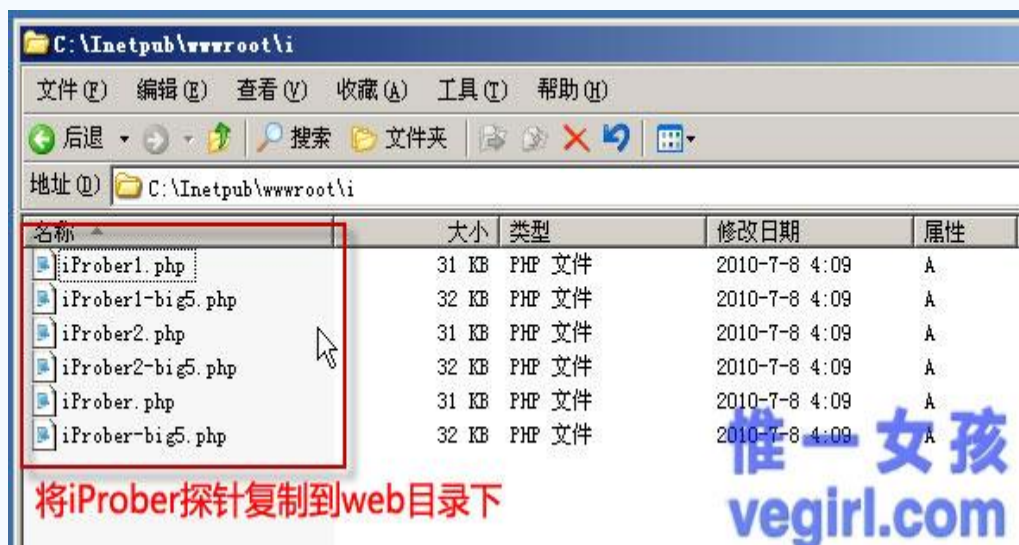 C:\Inetpub\wwwroot\i
文件(F) 编辑(E) 查看(V) 收藏(A) 工具(T) 帮助(H)
后退 搜索 文件夹
地址(D) C:\Inetpub\wwwroot\i
名称 大小 类型 修改日期 属性
iProber1.php 31 KB PHP 文件 2010-7-8 4:09 A
iProber1-big5.php 32 KB PHP 文件 2010-7-8 4:09 A
iProber2.php 31 KB PHP 文件 2010-7-8 4:09 A
iProber2-big5.php 32 KB PHP 文件 2010-7-8 4:09 A
iProber.php 31 KB PHP 文件 2010-7-8 4:09 A
iProber-big5.php 32 KB PHP 文件 2010-7-8 4:09 A
惟一女孩
将iProber探针复制到web目录下
vegirl.com